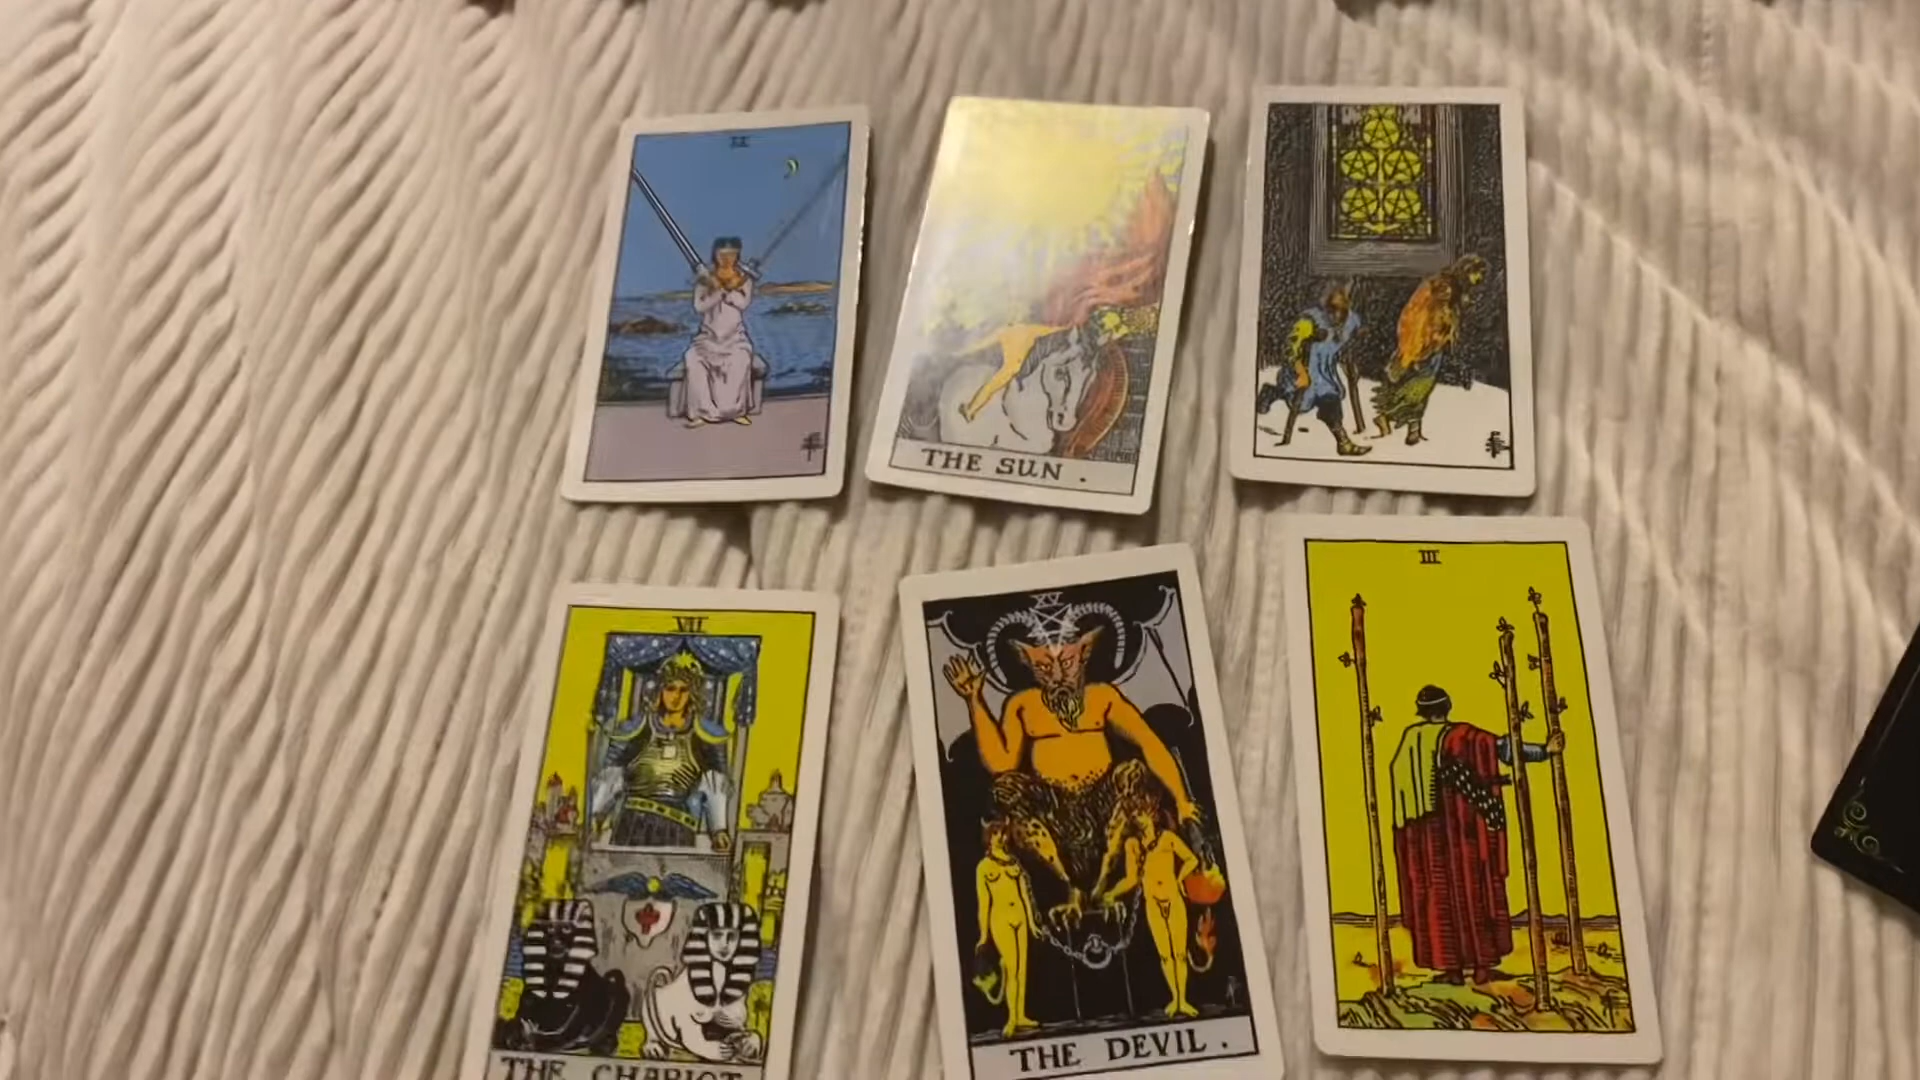 II
THE SUN .
VII
THE CHARIOT
XV
THE DEVIL .
III